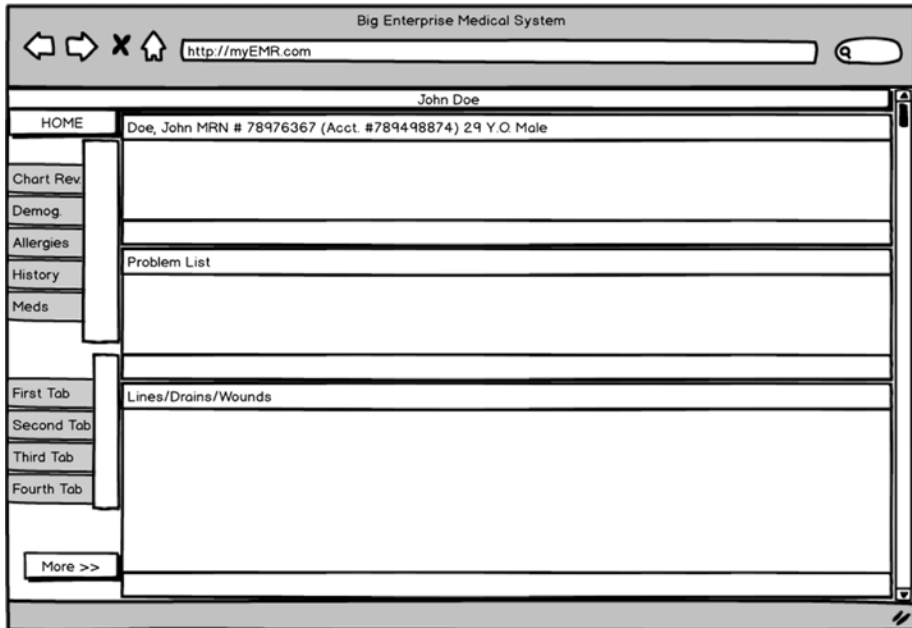 Big Enterprise Medical System
http://myEMR.com
John Doe
HOME
Doe, John MRN # 78976367 (Acct. #789498874) 29 Y.O. Male
Chart Rev.
Demog.
Allergies
History
Meds
Problem List
First Tab
Second Tab
Third Tab
Fourth Tab
Lines/Drains/Wounds
More >>